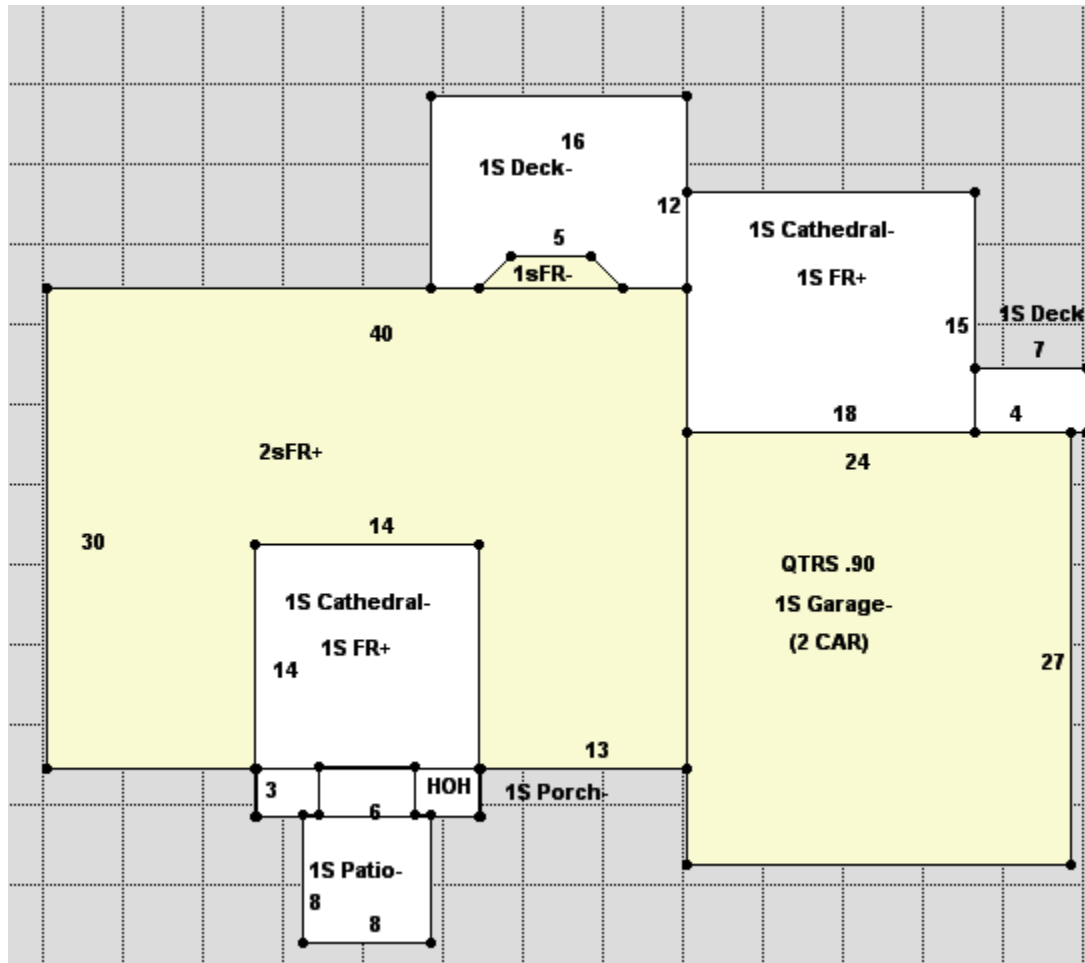 16
1S Deck-
12
1S Cathedral-
5
1sFR-
1S FR+
1S Deck
15
40
7
18
4
24
2sFR+
14
30
QTRS .90
1S Cathedral-
1S Garage-
1S FR+
(2 CAR)
14
27
13
3
HOH
1S Porch-
6
1S Patio-
8
8